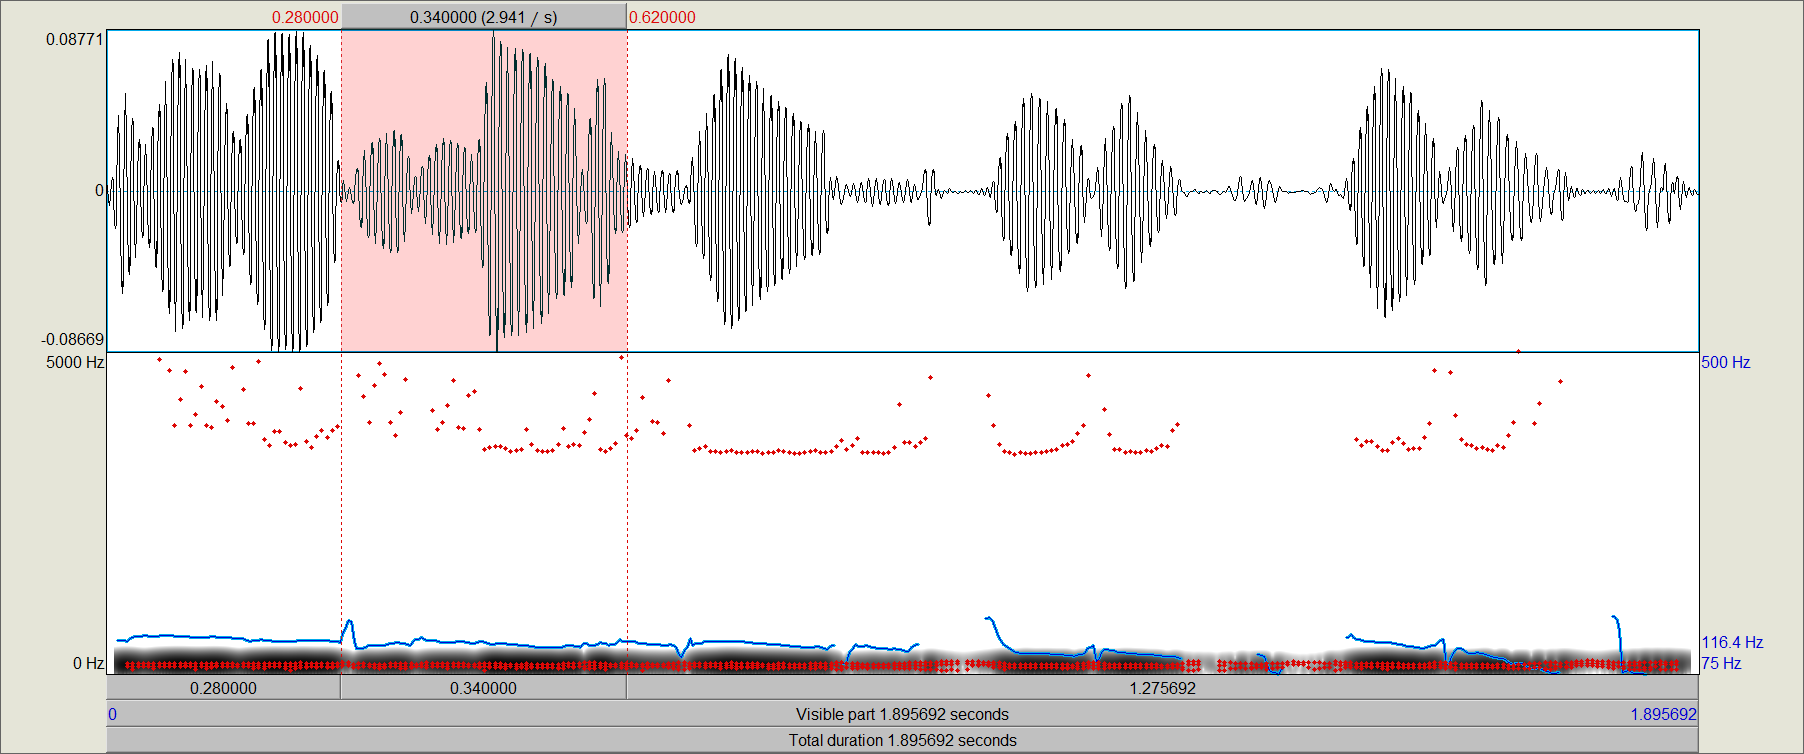 0.280000 0.340000 (2.941 / s) 0.620000
0.08771
0
-0.08669
5000 Hz 500 Hz
116.4 Hz
0 Hz 75 Hz
0.280000 0.340000 1.275692
0 Visible part 1.895692 seconds 1.895692
Total duration 1.895692 seconds